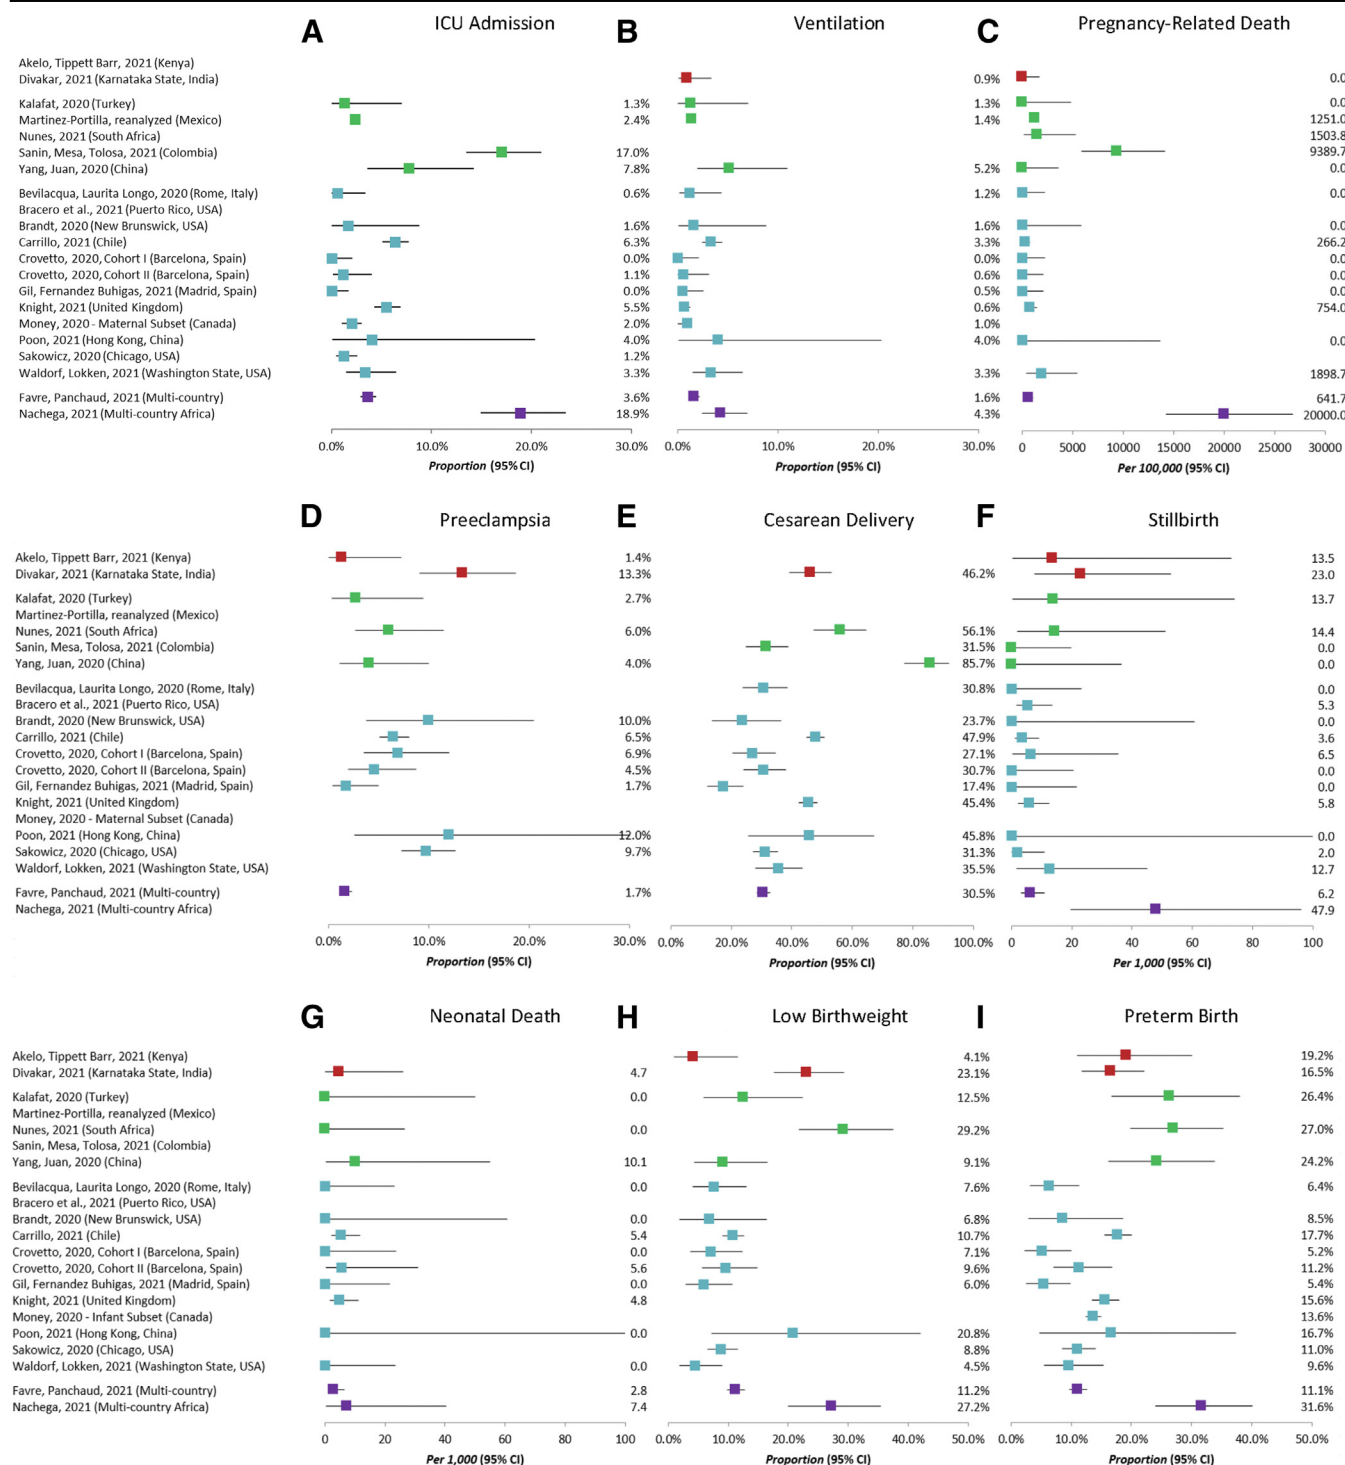 A ICU Admission B Ventilation C Pregnancy-Related Death
Akelo, Tippett Barr, 2021 (Kenya)
Divakar, 2021 (Karnataka State, India) 0.9% 0.0
Kalafat, 2020 (Turkey) 1.3% 1.3% 0.0
Martinez-Portilla, reanalyzed (Mexico) 2.4% 1.4% 1251.0
Nunes, 2021 (South Africa) 1503.8
Sanin, Mesa, Tolosa, 2021 (Colombia) 17.0% 9389.7
Yang, Juan, 2020 (China) 7.8% 5.2% 0.0
Bevilacqua, Laurita Longo, 2020 (Rome, Italy) 0.6% 1.2% 0.0
Bracero et al., 2021 (Puerto Rico, USA)
Brandt, 2020 (New Brunswick, USA) 1.6% 1.6% 0.0
Carrillo, 2021 (Chile) 6.3% 3.3% 266.2
Crovetto, 2020, Cohort I (Barcelona, Spain) 0.0% 0.0% 0.0
Crovetto, 2020, Cohort II (Barcelona, Spain) 1.1% 0.6% 0.0
Gil, Fernandez Buhigas, 2021 (Madrid, Spain) 0.0% 0.5% 0.0
Knight, 2021 (United Kingdom) 5.5% 0.6% 754.0
Money, 2020 - Maternal Subset (Canada) 2.0% 1.0%
Poon, 2021 (Hong Kong, China) 4.0% 4.0% 0.0
Sakowicz, 2020 (Chicago, USA) 1.2%
Waldorf, Lokken, 2021 (Washington State, USA) 3.3% 3.3% 1898.7
Favre, Panchaud, 2021 (Multi-country) 3.6% 1.6% 641.7
Nachega, 2021 (Multi-country Africa) 18.9% 4.3% 20000.0
0.0% 10.0% 20.0% 30.0% 0.0% 10.0% 20.0% 30.0% 0 5000 10000 15000 20000 25000 30000
Proportion (95% CI) Proportion (95% CI) Per 100,000 (95% CI)
D Preeclampsia E Cesarean Delivery F Stillbirth
Akelo, Tippett Barr, 2021 (Kenya) 1.4% 13.5
Divakar, 2021 (Karnataka State, India) 13.3% 46.2% 23.0
Kalafat, 2020 (Turkey) 2.7% 13.7
Martinez-Portilla, reanalyzed (Mexico)
Nunes, 2021 (South Africa) 6.0% 56.1% 14.4
Sanin, Mesa, Tolosa, 2021 (Colombia) 31.5% 0.0
Yang, Juan, 2020 (China) 4.0% 85.7% 0.0
Bevilacqua, Laurita Longo, 2020 (Rome, Italy) 30.8% 0.0
Bracero et al., 2021 (Puerto Rico, USA) 5.3
Brandt, 2020 (New Brunswick, USA) 10.0% 23.7% 0.0
Carrillo, 2021 (Chile) 6.5% 47.9% 3.6
Crovetto, 2020, Cohort I (Barcelona, Spain) 6.9% 27.1% 6.5
Crovetto, 2020, Cohort II (Barcelona, Spain) 4.5% 30.7% 0.0
Gil, Fernandez Buhigas, 2021 (Madrid, Spain) 1.7% 17.4% 0.0
Knight, 2021 (United Kingdom) 45.4% 5.8
Money, 2020 - Maternal Subset (Canada)
Poon, 2021 (Hong Kong, China) 12.0% 45.8% 0.0
Sakowicz, 2020 (Chicago, USA) 9.7% 31.3% 2.0
Waldorf, Lokken, 2021 (Washington State, USA) 35.5% 12.7
Favre, Panchaud, 2021 (Multi-country) 1.7% 30.5% 6.2
Nachega, 2021 (Multi-country Africa) 47.9
0.0% 10.0% 20.0% 30.0% 0.0% 20.0% 40.0% 60.0% 80.0% 100.0% 0 20 40 60 80 100
Proportion (95% CI) Proportion (95% CI) Per 1,000 (95% CI)
G Neonatal Death H Low Birthweight I Preterm Birth
Akelo, Tippett Barr, 2021 (Kenya) 4.1% 19.2%
Divakar, 2021 (Karnataka State, India) 4.7 23.1% 16.5%
Kalafat, 2020 (Turkey) 0.0 12.5% 26.4%
Martinez-Portilla, reanalyzed (Mexico)
Nunes, 2021 (South Africa) 0.0 29.2% 27.0%
Sanin, Mesa, Tolosa, 2021 (Colombia)
Yang, Juan, 2020 (China) 10.1 9.1% 24.2%
Bevilacqua, Laurita Longo, 2020 (Rome, Italy) 0.0 7.6% 6.4%
Bracero et al., 2021 (Puerto Rico, USA)
Brandt, 2020 (New Brunswick, USA) 0.0 6.8% 8.5%
Carrillo, 2021 (Chile) 5.4 10.7% 17.7%
Crovetto, 2020, Cohort I (Barcelona, Spain) 0.0 7.1% 5.2%
Crovetto, 2020, Cohort II (Barcelona, Spain) 5.6 9.6% 11.2%
Gil, Fernandez Buhigas, 2021 (Madrid, Spain) 0.0 6.0% 5.4%
Knight, 2021 (United Kingdom) 4.8 15.6%
Money, 2020 - Infant Subset (Canada) 13.6%
Poon, 2021 (Hong Kong, China) 0.0 20.8% 16.7%
Sakowicz, 2020 (Chicago, USA) 8.8% 11.0%
Waldorf, Lokken, 2021 (Washington State, USA) 0.0 4.5% 9.6%
Favre, Panchaud, 2021 (Multi-country) 2.8 11.2% 11.1%
Nachega, 2021 (Multi-country Africa) 7.4 27.2% 31.6%
0 20 40 60 80 100 0.0% 10.0% 20.0% 30.0% 40.0% 50.0% 0.0% 10.0% 20.0% 30.0% 40.0% 50.0%
Per 1,000 (95% CI) Proportion (95% CI) Proportion (95% CI)